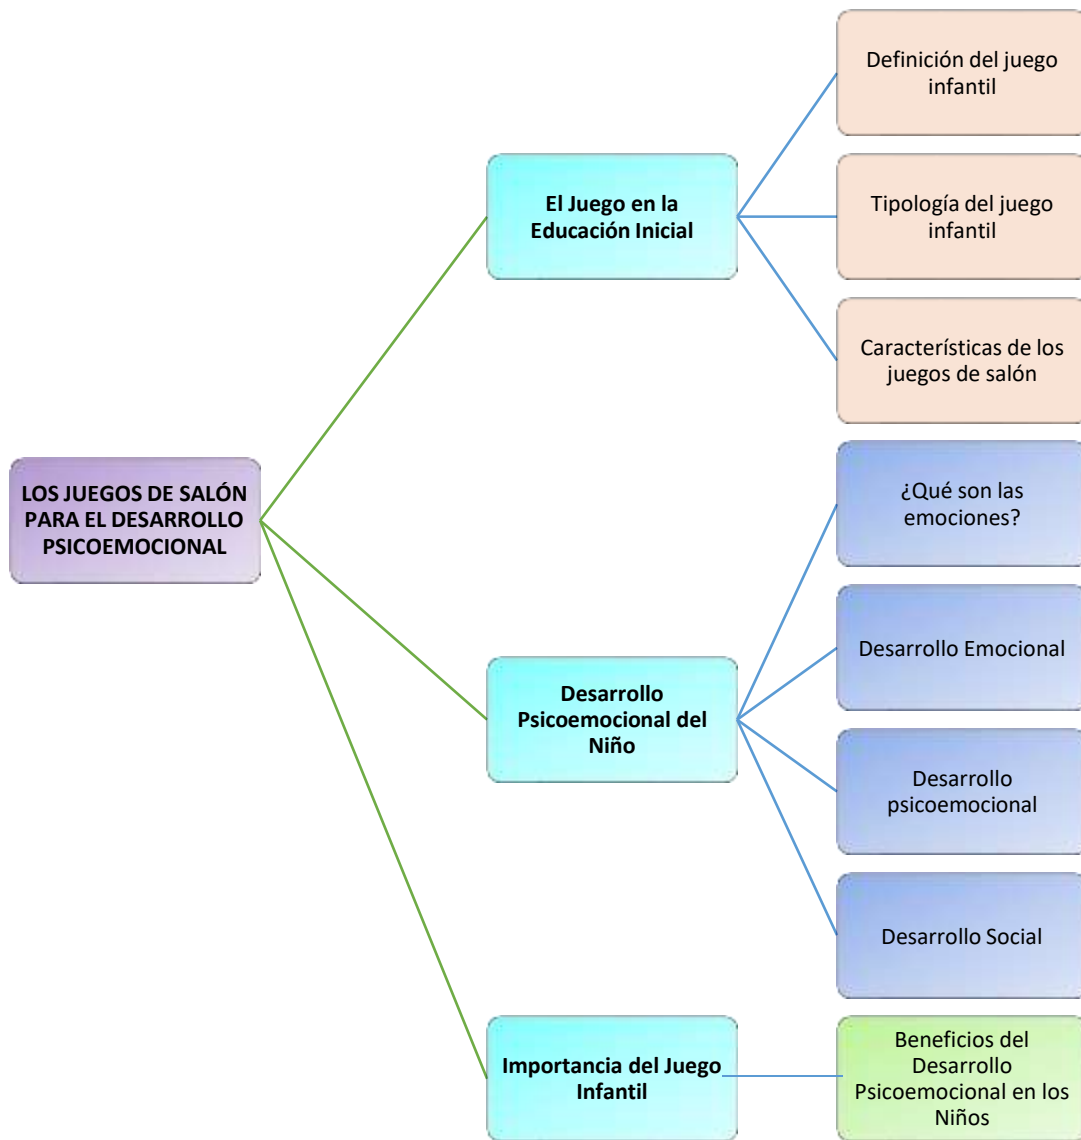 LOS JUEGOS DE SALÓN
PARA EL DESARROLLO
PSICOEMOCIONAL
El Juego en la
Educación Inicial
Definición del juego
infantil
Tipología del juego
infantil
Características de los
juegos de salón
Desarrollo
Psicoemocional del
Niño
¿Qué son las
emociones?
Desarrollo Emocional
Desarrollo
psicoemocional
Desarrollo Social
Importancia del Juego
Infantil
Beneficios del
Desarrollo
Psicoemocional en los
Niños